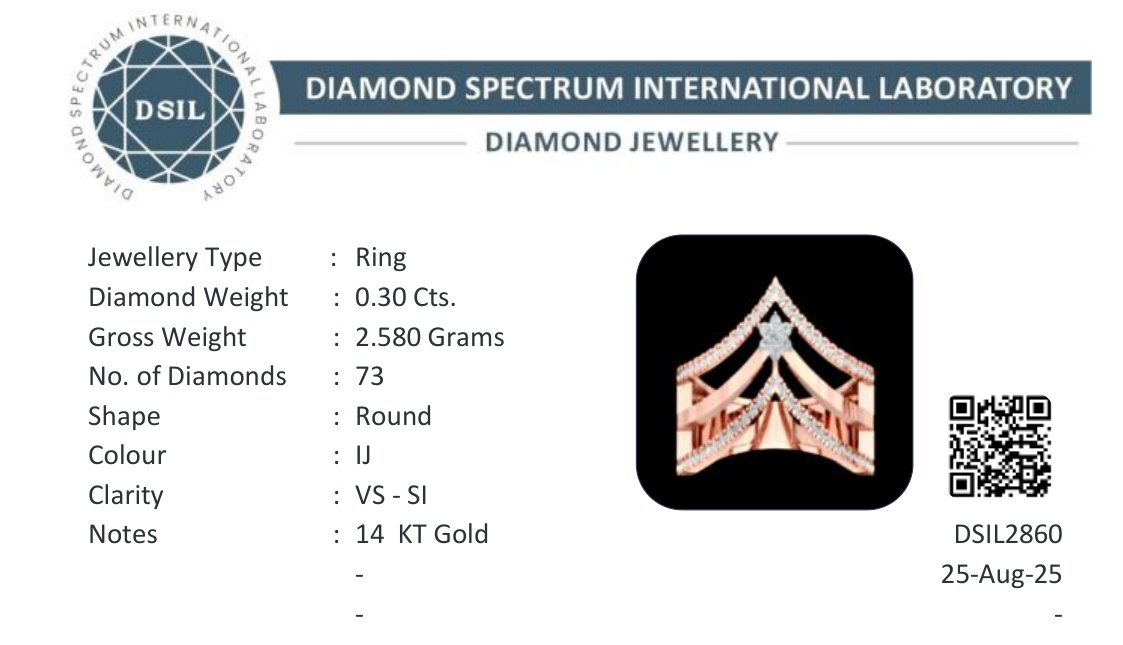 DIAMOND SPECTRUM INTERNATIONAL LABORATORY
DSIL
DIAMOND SPECTRUM INTERNATIONAL LABORATORY
DIAMOND JEWELLERY
Jewellery Type : Ring
Diamond Weight : 0.30 Cts.
Gross Weight : 2.580 Grams
No. of Diamonds : 73
Shape : Round
Colour : IJ
Clarity : VS - SI
Notes : 14 KT Gold
-
-
DSIL2860
25-Aug-25
-